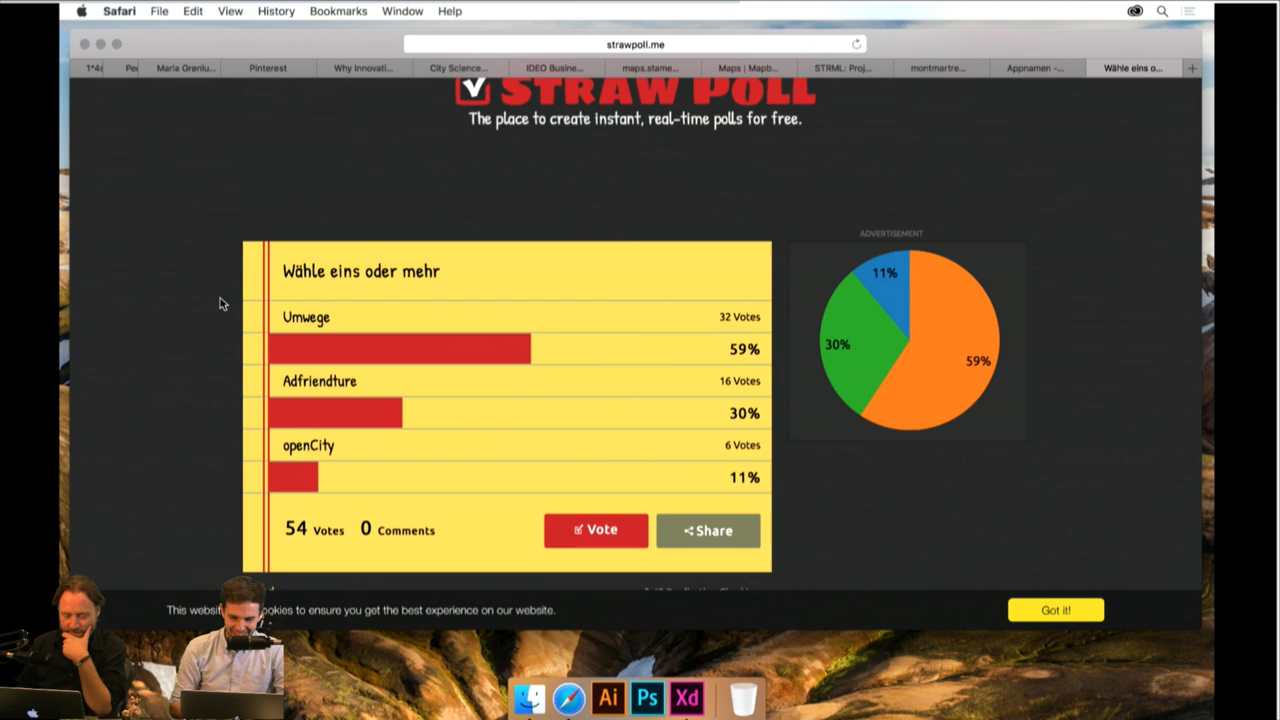 Safari File Edit View History Bookmarks Window Help
strawpoll.me
Maria Grønlu... Pinterest Why Innovati... City Science... IDEO Busine... maps.stame... Maps | Mapb... STRML: Proj... montmartre... Appnamen -... Wähle eins o...
STRAW POLL
The place to create instant, real-time polls for free.
ADVERTISEMENT
Wähle eins oder mehr
Umwege 32 Votes
59%
Adfriendture 16 Votes
30%
openCity 6 Votes
11%
11%
30%
59%
54 Votes 0 Comments Vote Share
This website ookies to ensure you get the best experience on our website. Got it!
Ai Ps Xd